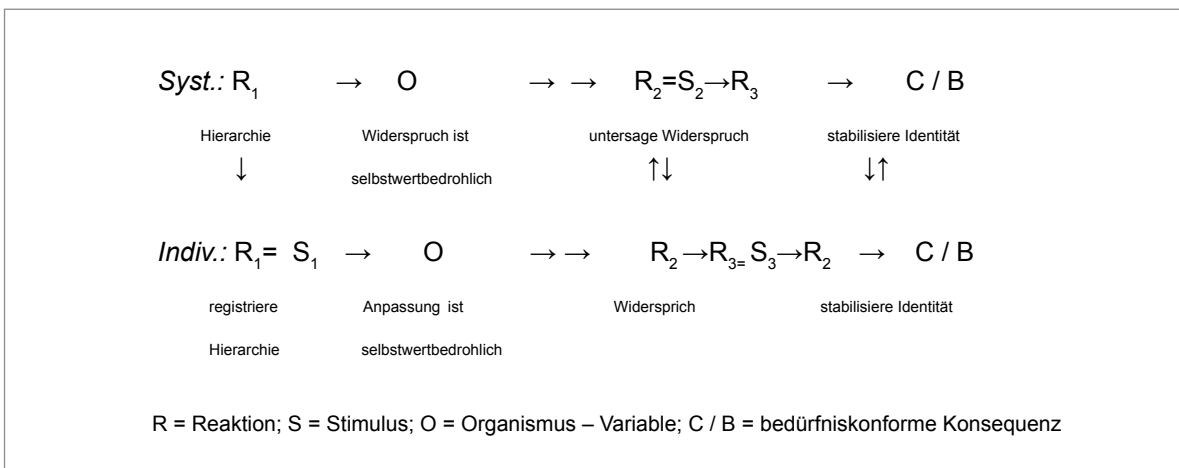 Syst.: R₁ → O → → R₂=S₂→R₃ → C / B
Hierarchie Widerspruch ist untersage Widerspruch stabilisiere Identität
↓ selbstwertbedrohlich ↑↓ ↓↑
Indiv.: R₁= S₁ → O → → R₂→R₃₌ S₃→R₂ → C / B
registriere Anpassung ist Widersprich stabilisiere Identität
Hierarchie selbstwertbedrohlich
R = Reaktion; S = Stimulus; O = Organismus – Variable; C / B = bedürfniskonforme Konsequenz